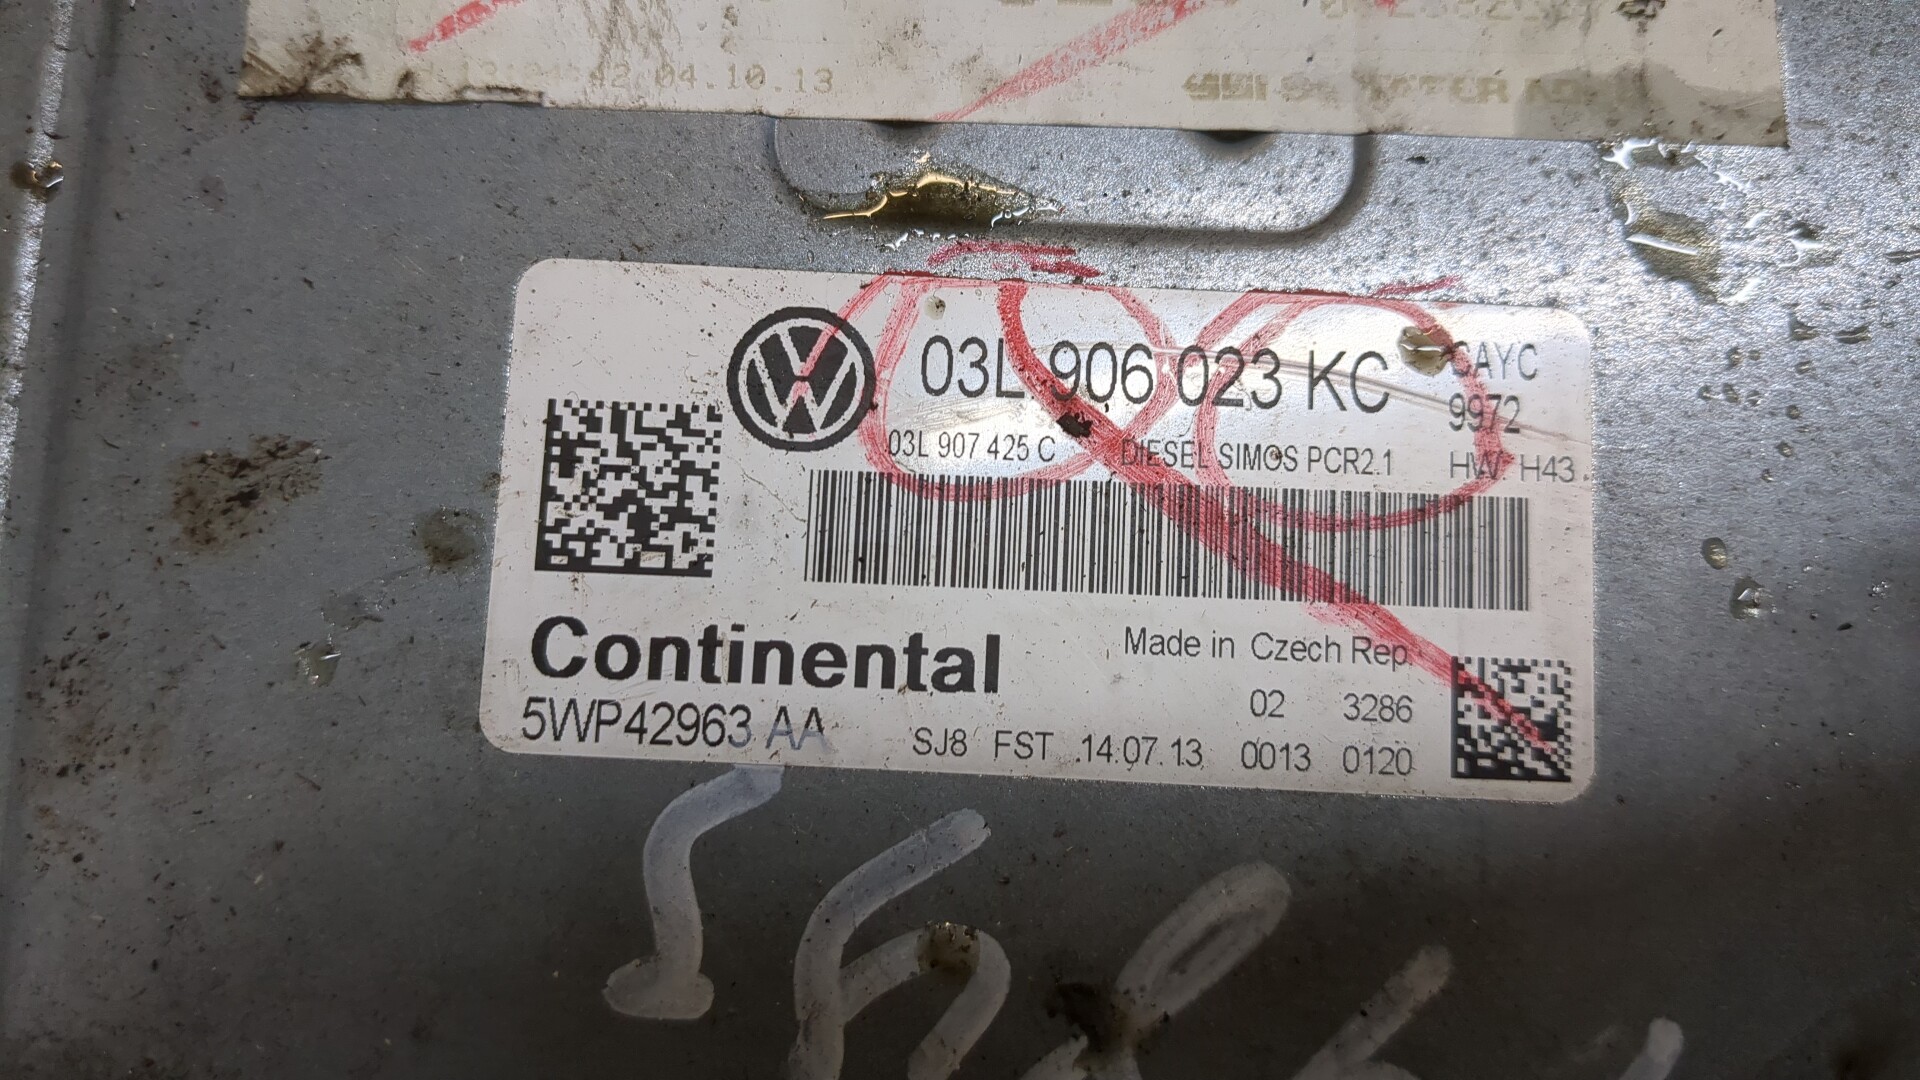 42 04.10.13
03L 906 023 KC
CAYC
9972
03L 907 425 C DIESEL SIMOS PCR2.1 HW H43
Continental
Made in Czech Rep.
02 3286
5WP42963 AA
SJ8 FST 14.07.13 0013 0120